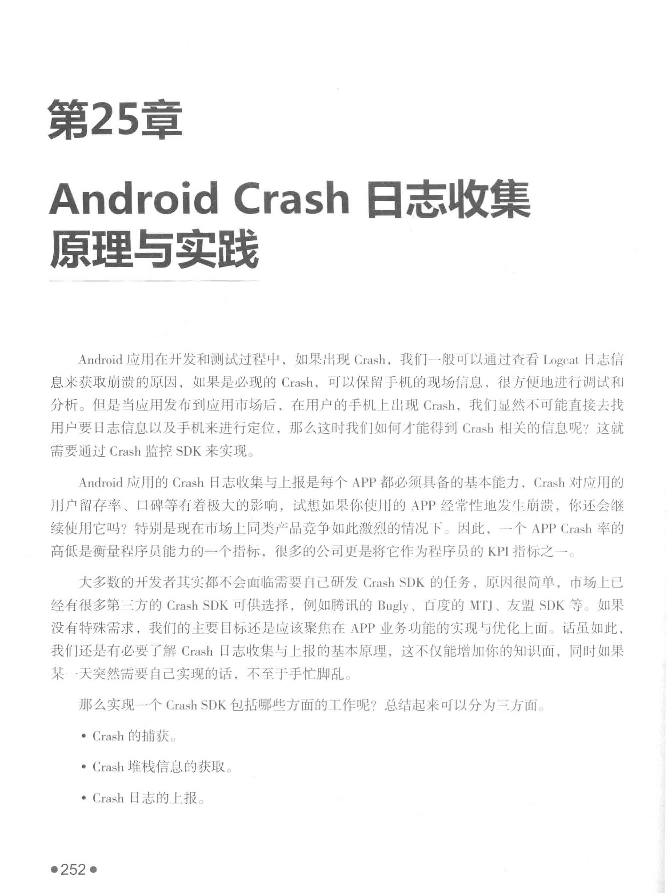 第25章
Android Crash 日志收集
原理与实践
Android 应用在开发和测试过程中，如果出现 Crash，我们一般可以通过查看 Logcat 日志信
息来获取崩溃的原因，如果是必现的 Crash，可以保留手机的现场信息，很方便地进行调试和
分析。但是当应用发布到应用市场后，在用户的手机上出现 Crash，我们显然不可能直接去找
用户要日志信息以及手机来进行定位，那么这时我们如何才能得到 Crash 相关的信息呢？这就
需要通过 Crash 监控 SDK 来实现。
Android 应用的 Crash 日志收集与上报是每个 APP 都必须具备的基本能力，Crash 对应用的
用户留存率、口碑等有着极大的影响，试想如果你使用的 APP 经常性地发生崩溃，你还会继
续使用它吗？特别是现在市场上同类产品竞争如此激烈的情况下。因此，一个 APP Crash 率的
高低是衡量程序员能力的一个指标，很多的公司更是将它作为程序员的 KPI 指标之一。
大多数的开发者其实都不会面临需要自己研发 Crash SDK 的任务，原因很简单，市场上已
经有很多第三方的 Crash SDK 可供选择，例如腾讯的 Bugly、百度的 MTJ、友盟 SDK 等。如果
没有特殊需求，我们的主要目标还是应该聚焦在 APP 业务功能的实现与优化上面。话虽如此，
我们还是有必要了解 Crash 日志收集与上报的基本原理，这不仅能增加你的知识面，同时如果
某一天突然需要自己实现的话，不至于手忙脚乱。
那么实现一个 Crash SDK 包括哪些方面的工作呢？总结起来可以分为三方面。
• Crash 的捕获。
• Crash 堆栈信息的获取。
• Crash 日志的上报。
●252●